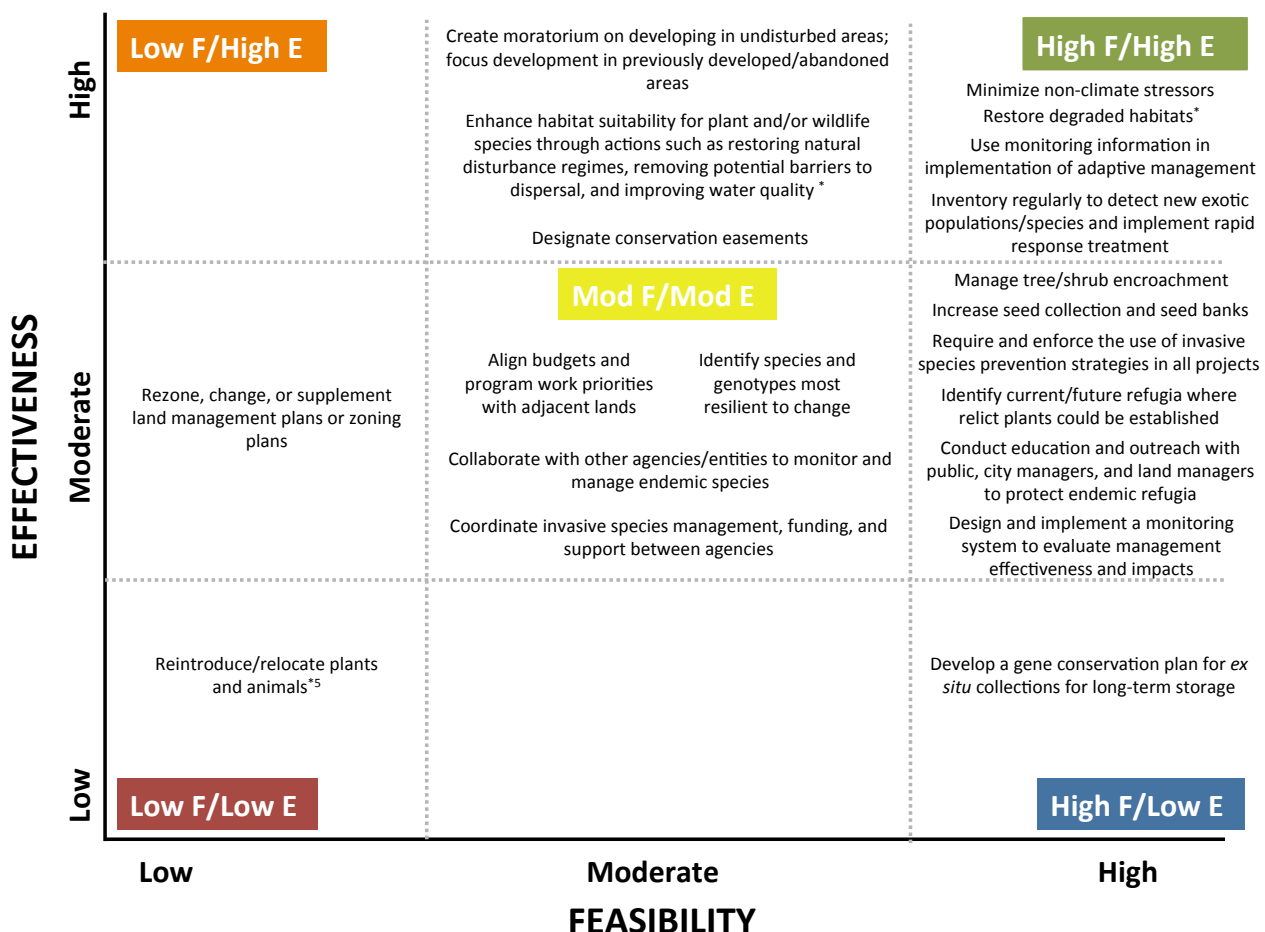 Low F/High E
Create moratorium on developing in undisturbed areas;
focus development in previously developed/abandoned
areas
Enhance habitat suitability for plant and/or wildlife
species through actions such as restoring natural
disturbance regimes, removing potential barriers to
dispersal, and improving water quality *
Designate conservation easements
High F/High E
Minimize non-climate stressors
Restore degraded habitats*
Use monitoring information in
implementation of adaptive management
Inventory regularly to detect new exotic
populations/species and implement rapid
response treatment
High
EFFECTIVENESS
Moderate
Rezone, change, or supplement
land management plans or zoning
plans
Mod F/Mod E
Align budgets and
program work priorities
with adjacent lands
Identify species and
genotypes most
resilient to change
Collaborate with other agencies/entities to monitor and
manage endemic species
Coordinate invasive species management, funding, and
support between agencies
Manage tree/shrub encroachment
Increase seed collection and seed banks
Require and enforce the use of invasive
species prevention strategies in all projects
Identify current/future refugia where
relict plants could be established
Conduct education and outreach with
public, city managers, and land managers
to protect endemic refugia
Design and implement a monitoring
system to evaluate management
effectiveness and impacts
Reintroduce/relocate plants
and animals*5
Develop a gene conservation plan for ex
situ collections for long-term storage
Low
Low F/Low E
High F/Low E
Low
Moderate
High
FEASIBILITY